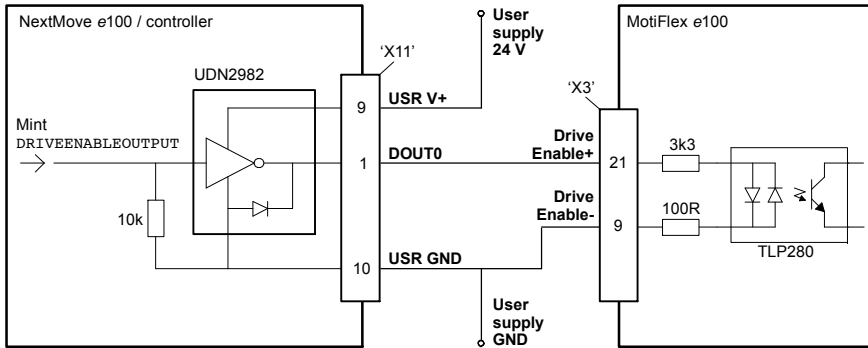 NextMove e100 / controller
UDN2982
Mint
DRIVEENABLEOUTPUT
10k
‘X11’
9
1
10
USR V+
DOUT0
USR GND
User
supply
24 V
User
supply
GND
Drive
Enable+
Drive
Enable-
MotiFlex e100
‘X3’
21
9
3k3
100R
TLP280